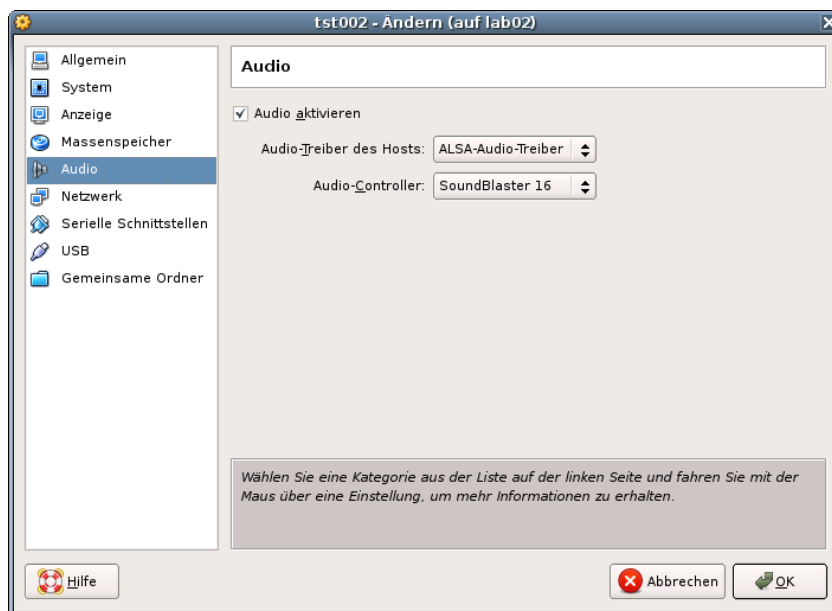 tst002 - Ändern (auf lab02)
Allgemein
System
Anzeige
Massenspeicher
Audio
Netzwerk
Serielle Schnittstellen
USB
Gemeinsame Ordner
Audio
Audio aktivieren
Audio-Treiber des Hosts: ALSA-Audio-Treiber
Audio-Controller: SoundBlaster 16
Wählen Sie eine Kategorie aus der Liste auf der linken Seite und fahren Sie mit der
Maus über eine Einstellung, um mehr Informationen zu erhalten.
Hilfe
Abbrechen
OK